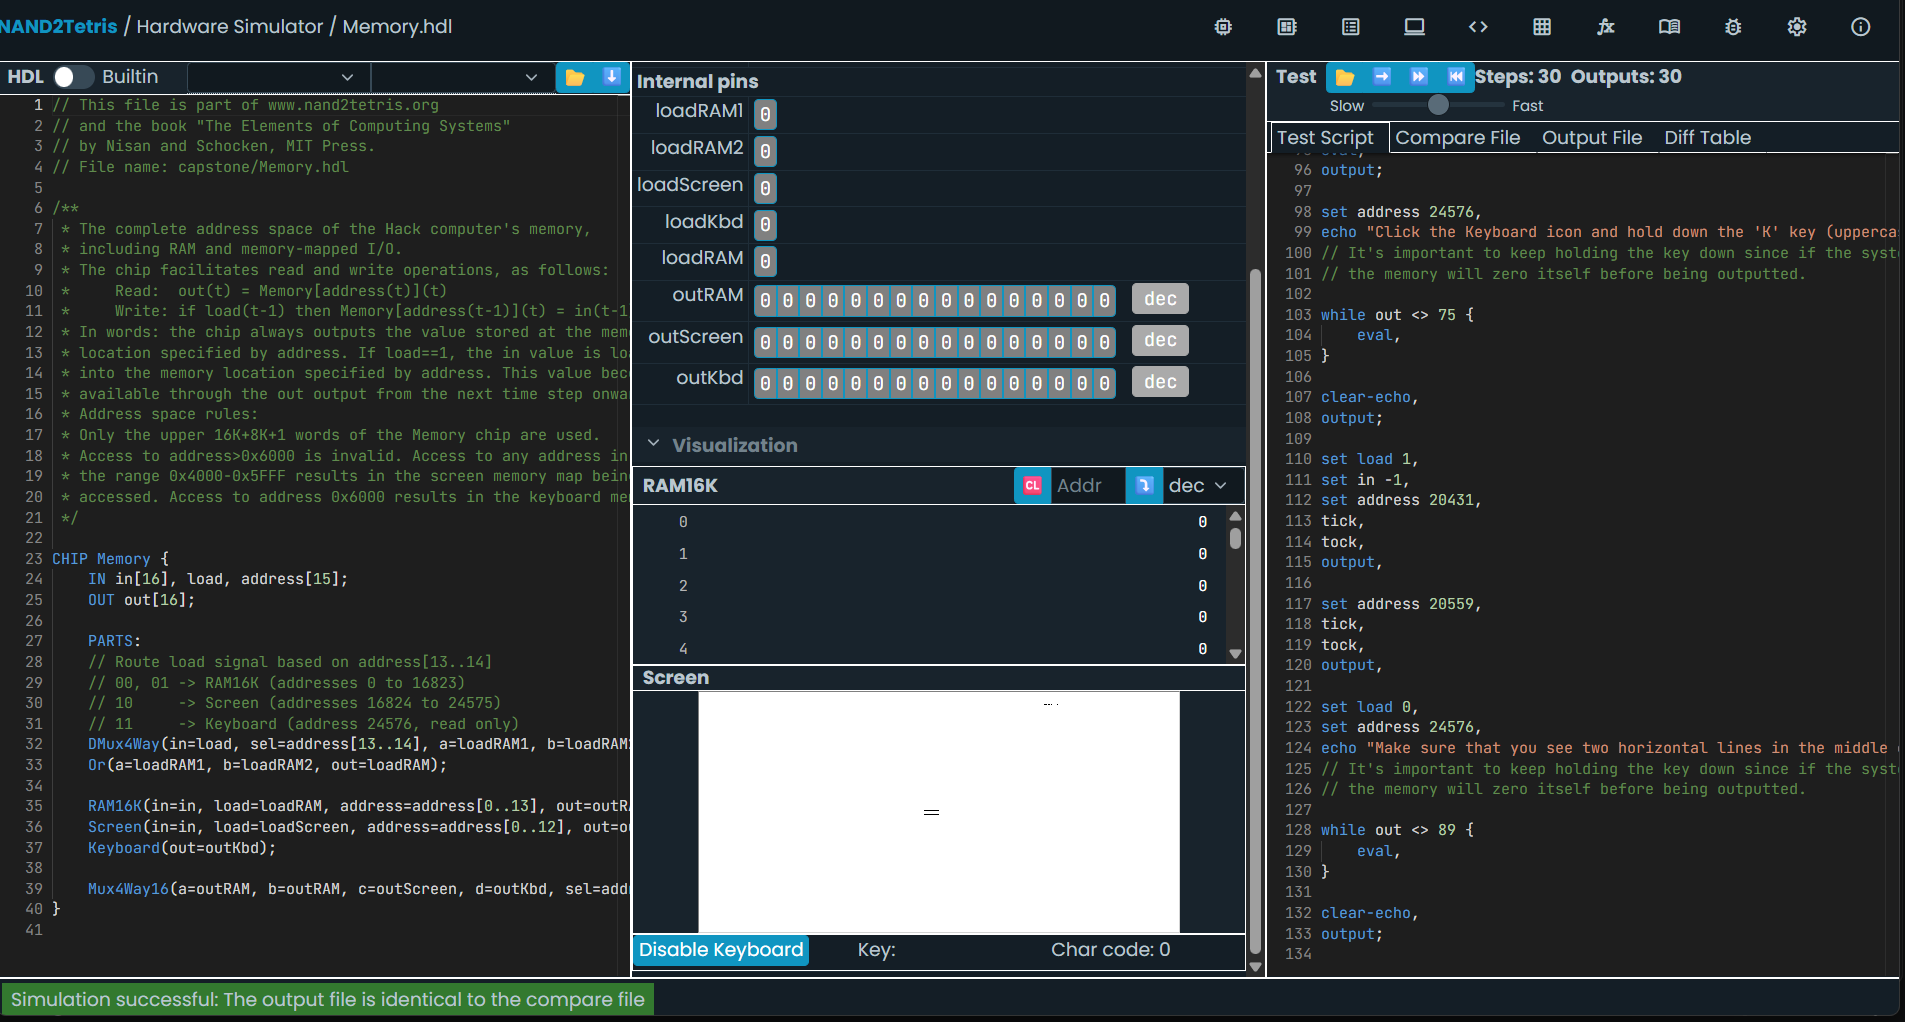 NAND2Tetris / Hardware Simulator / Memory.hdl
HDL Builtin
1 // This file is part of www.nand2tetris.org
2 // and the book "The Elements of Computing Systems"
3 // by Nisan and Schocken, MIT Press.
4 // File name: capstone/Memory.hdl
5
6 /**
7 * The complete address space of the Hack computer's memory,
8 * including RAM and memory-mapped I/O.
9 * The chip facilitates read and write operations, as follows:
10 *     Read:  out(t) = Memory[address(t)](t)
11 *     Write: if load(t-1) then Memory[address(t-1)](t) = in(t-1
12 * In words: the chip always outputs the value stored at the mem
13 * location specified by address. If load==1, the in value is lo
14 * into the memory location specified by address. This value bec
15 * available through the out output from the next time step onwa
16 * Address space rules:
17 * Only the upper 16K+8K+1 words of the Memory chip are used.
18 * Access to address>0x6000 is invalid. Access to any address in
19 * the range 0x4000-0x5FFF results in the screen memory map bein
20 * accessed. Access to address 0x6000 results in the keyboard me
21 */
22
23 CHIP Memory {
24     IN in[16], load, address[15];
25     OUT out[16];
26
27     PARTS:
28     // Route load signal based on address[13..14]
29     // 00, 01 -> RAM16K (addresses 0 to 16823)
30     // 10     -> Screen (addresses 16824 to 24575)
31     // 11     -> Keyboard (address 24576, read only)
32     DMux4Way(in=load, sel=address[13..14], a=loadRAM1, b=loadRAM
33     Or(a=loadRAM1, b=loadRAM2, out=loadRAM);
34
35     RAM16K(in=in, load=loadRAM, address=address[0..13], out=outR
36     Screen(in=in, load=loadScreen, address=address[0..12], out=o
37     Keyboard(out=outKbd);
38
39     Mux4Way16(a=outRAM, b=outRAM, c=outScreen, d=outKbd, sel=add
40 }
41
Internal pins
loadRAM1 0
loadRAM2 0
loadScreen 0
loadKbd 0
loadRAM 0
outRAM 0 0 0 0 0 0 0 0 0 0 0 0 0 0 0 0 dec
outScreen 0 0 0 0 0 0 0 0 0 0 0 0 0 0 0 0 dec
outKbd 0 0 0 0 0 0 0 0 0 0 0 0 0 0 0 0 dec
Visualization
RAM16K CL Addr dec
0 0
1 0
2 0
3 0
4 0
Screen
Disable Keyboard Key: Char code: 0
Test Steps: 30 Outputs: 30
Slow Fast
Test Script Compare File Output File Diff Table
96 output;
97
98 set address 24576,
99 echo "Click the Keyboard icon and hold down the 'K' key (upperca
100 // It's important to keep holding the key down since if the syst
101 // the memory will zero itself before being outputted.
102
103 while out <> 75 {
104     eval,
105 }
106
107 clear-echo,
108 output;
109
110 set load 1,
111 set in -1,
112 set address 20431,
113 tick,
114 tock,
115 output,
116
117 set address 20559,
118 tick,
119 tock,
120 output,
121
122 set load 0,
123 set address 24576,
124 echo "Make sure that you see two horizontal lines in the middle
125 // It's important to keep holding the key down since if the syst
126 // the memory will zero itself before being outputted.
127
128 while out <> 89 {
129     eval,
130 }
131
132 clear-echo,
133 output;
134
Simulation successful: The output file is identical to the compare file